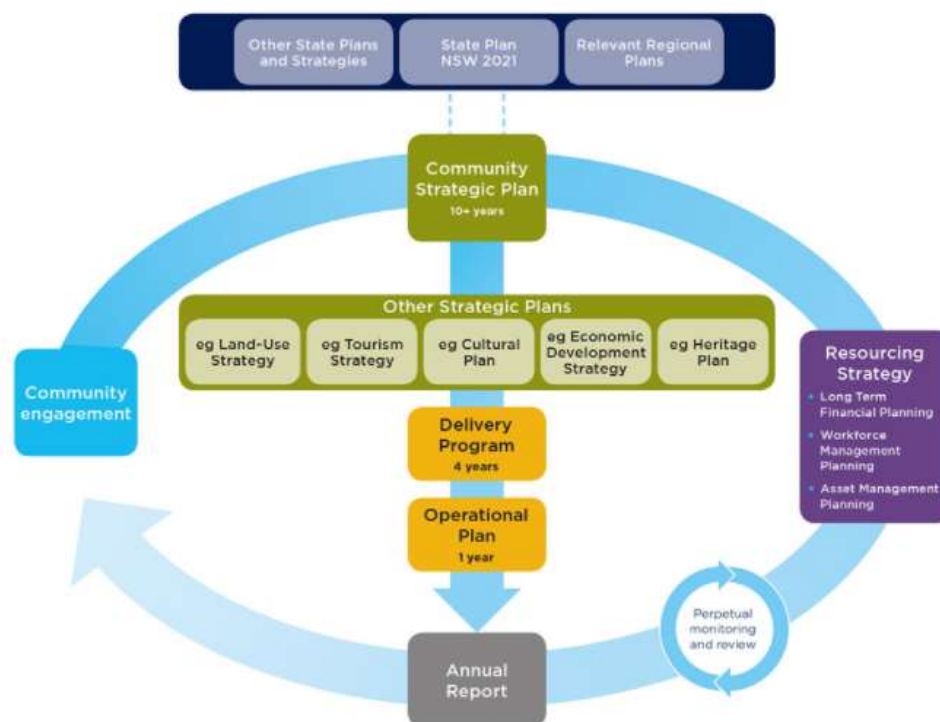 Other State Plans
and Strategies
State Plan
NSW 2021
Relevant Regional
Plans
Community
Strategic Plan
10+ years
Other Strategic Plans
eg Land-Use
Strategy
eg Tourism
Strategy
eg Cultural
Plan
eg Economic
Development
Strategy
eg Heritage
Plan
Community
engagement
Resourcing
Strategy
• Long Term
Financial Planning
• Workforce
Management
Planning
• Asset Management
Planning
Delivery
Program
4 years
Operational
Plan
1 year
Perpetual
monitoring
and review
Annual
Report